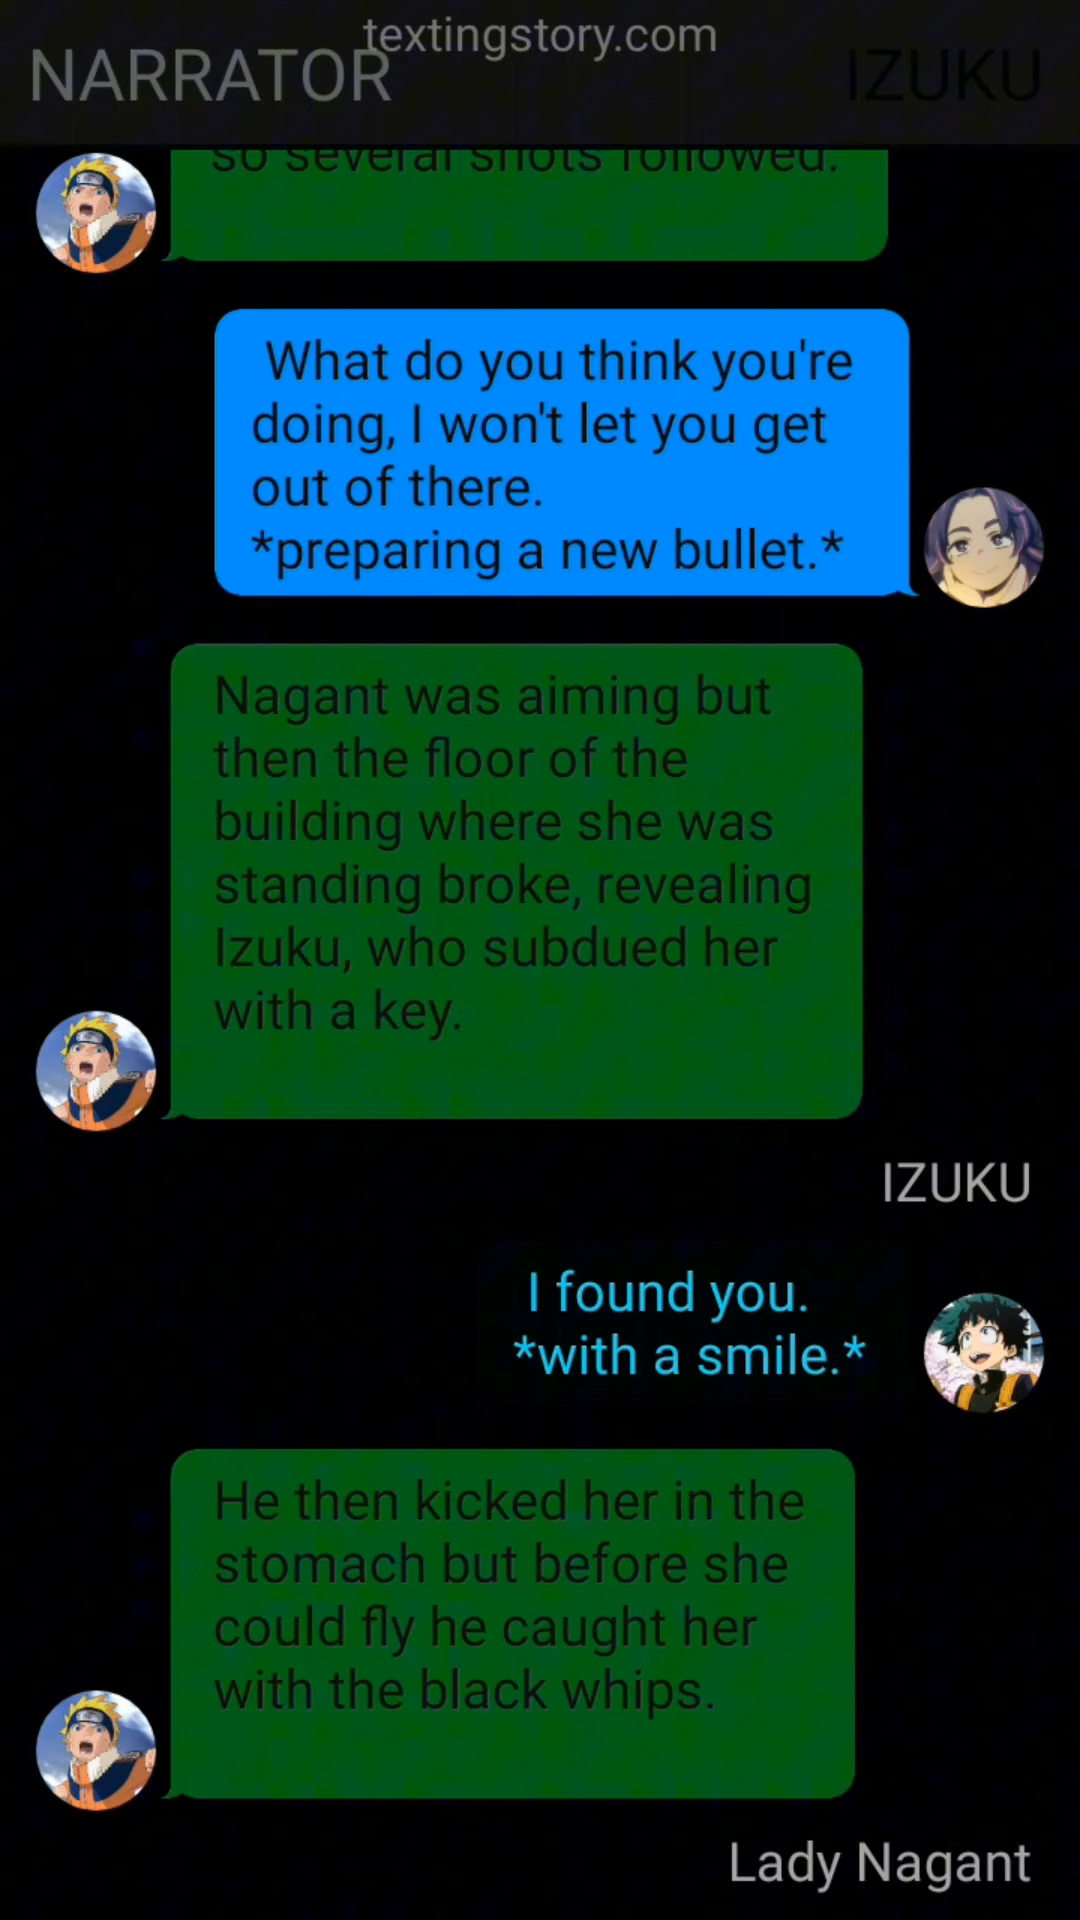 textingstory.com
NARRATOR IZUKU
so several shots followed.
What do you think you're
doing, I won't let you get
out of there.
*preparing a new bullet.*
Nagant was aiming but
then the floor of the
building where she was
standing broke, revealing
Izuku, who subdued her
with a key.
IZUKU
I found you.
*with a smile.*
He then kicked her in the
stomach but before she
could fly he caught her
with the black whips.
Lady Nagant